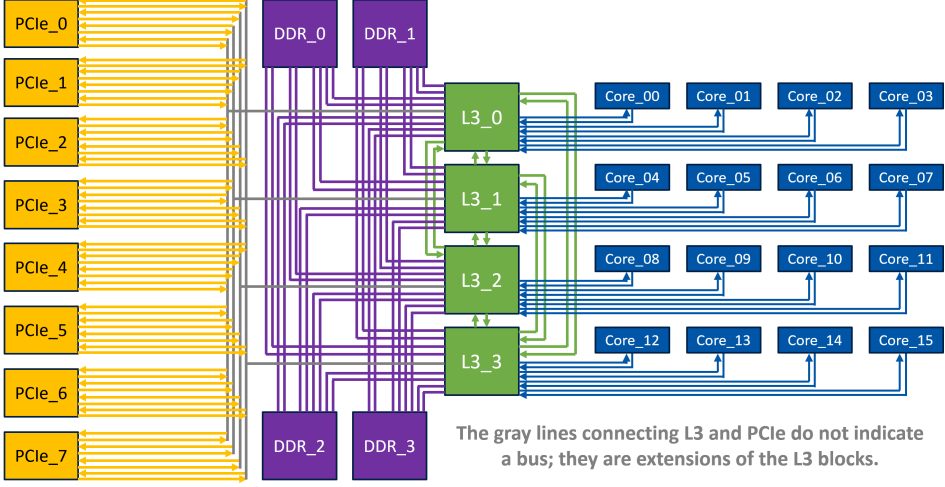 PCIe_0
PCIe_1
PCIe_2
PCIe_3
PCIe_4
PCIe_5
PCIe_6
PCIe_7
DDR_0
DDR_1
DDR_2
DDR_3
L3_0
L3_1
L3_2
L3_3
Core_00
Core_01
Core_02
Core_03
Core_04
Core_05
Core_06
Core_07
Core_08
Core_09
Core_10
Core_11
Core_12
Core_13
Core_14
Core_15
The gray lines connecting L3 and PCIe do not indicate
a bus; they are extensions of the L3 blocks.